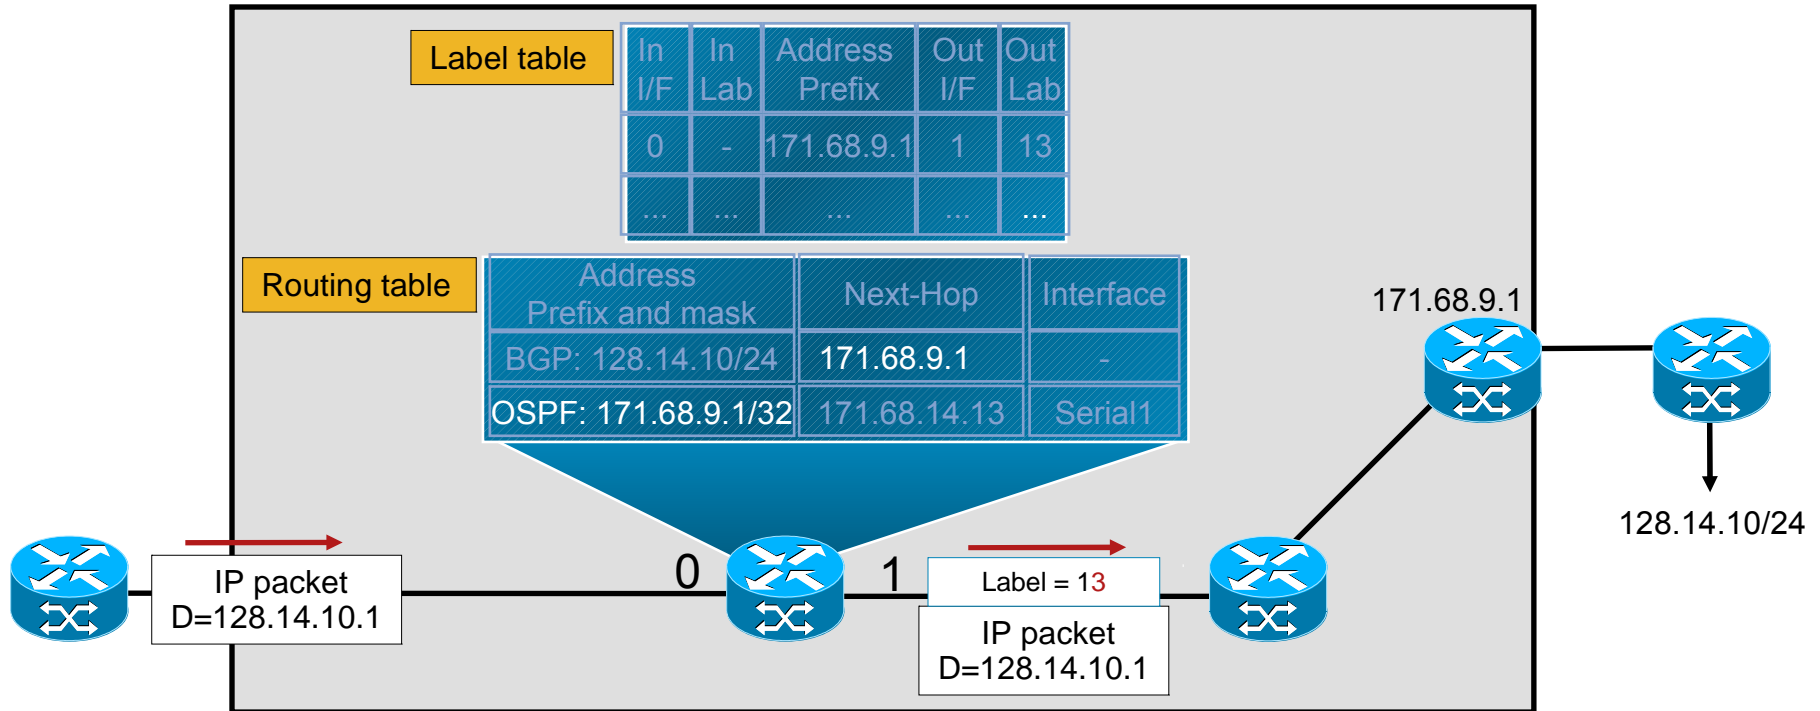 Label table
In I/F
In Lab
Address Prefix
Out I/F
Out Lab
0 - 171.68.9.1 1 13
... ... ... ... ...
Routing table
Address
Prefix and mask
Next-Hop
Interface
BGP: 128.14.10/24 171.68.9.1 -
OSPF: 171.68.9.1/32 171.68.14.13 Serial1
171.68.9.1
128.14.10/24
IP packet
D=128.14.10.1
0
1
Label = 13
IP packet
D=128.14.10.1